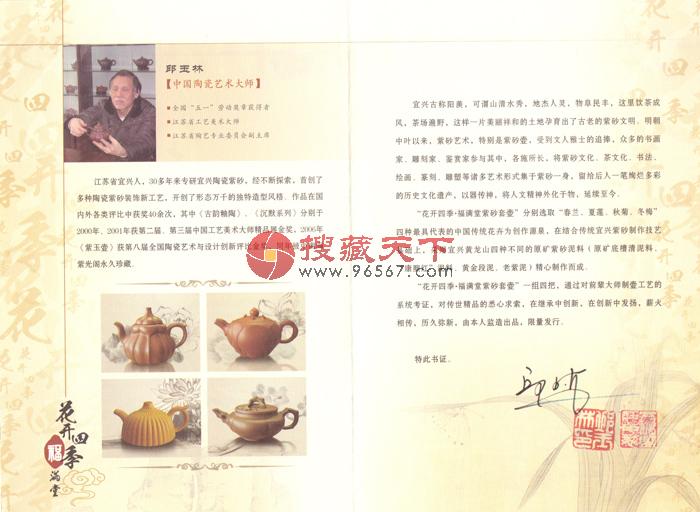 邱玉林
【中国陶瓷艺术大师】
■全国“五一”劳动奖章获得者
■江苏省工艺美术大师
■江苏省陶艺专业委员会副主席
江苏省宜兴人，30多年来专研宜兴陶瓷紫砂，经不断探索，首创了
多种陶瓷紫砂装饰新工艺，开创了形态万千的独特造型风格。作品在国
内外各类评比中获奖40余次，其中《古韵釉陶》、《沉默系列》分别于
2000年、2001年获第二届、第三届中国工艺美术大师精品展金奖，2006年
《紫玉壶》获第八届全国陶瓷艺术与设计创新评比金奖，
紫光阁永久珍藏。
花开四季
福
满堂
宜兴古称阳羡，可谓山清水秀，地杰人灵，物阜民丰，这里饮茶成
风，茶场遍野，这样一片美丽祥和的土地孕育出了古老的紫砂文明。明朝
中叶以来，紫砂艺术，特别是紫砂壶，受到文人雅士的追捧，众多的书画
家、雕刻家、鉴赏家参与其中，各施所长，将紫砂文化、茶文化、书法、
绘画、篆刻、雕塑等诸多艺术形式集于紫砂一身，留给后人一笔绚烂多彩
的历史文化遗产，以器传神，将人文精神外化于物，延续至今。
“花开四季·福满堂紫砂套壶”分别选取“春兰、夏莲、秋菊、冬梅”
四种最具代表的中国传统花卉为创作源泉，在结合传统宜兴紫砂制作技艺
基础上，采掘宜兴黄龙山四种不同的原矿紫砂泥料（原矿底槽清泥料、
黄金段泥、老紫泥）精心制作而成。
“花开四季·福满堂紫砂套壶”一组四把，通过对前辈大师制壶工艺的
系统考证，对传世精品的悉心求索，在继承中创新，在创新中发扬，薪火
相传，历久弥新，由本人监造出品，限量发行。
特此书证。
搜藏天下
www.96567.com